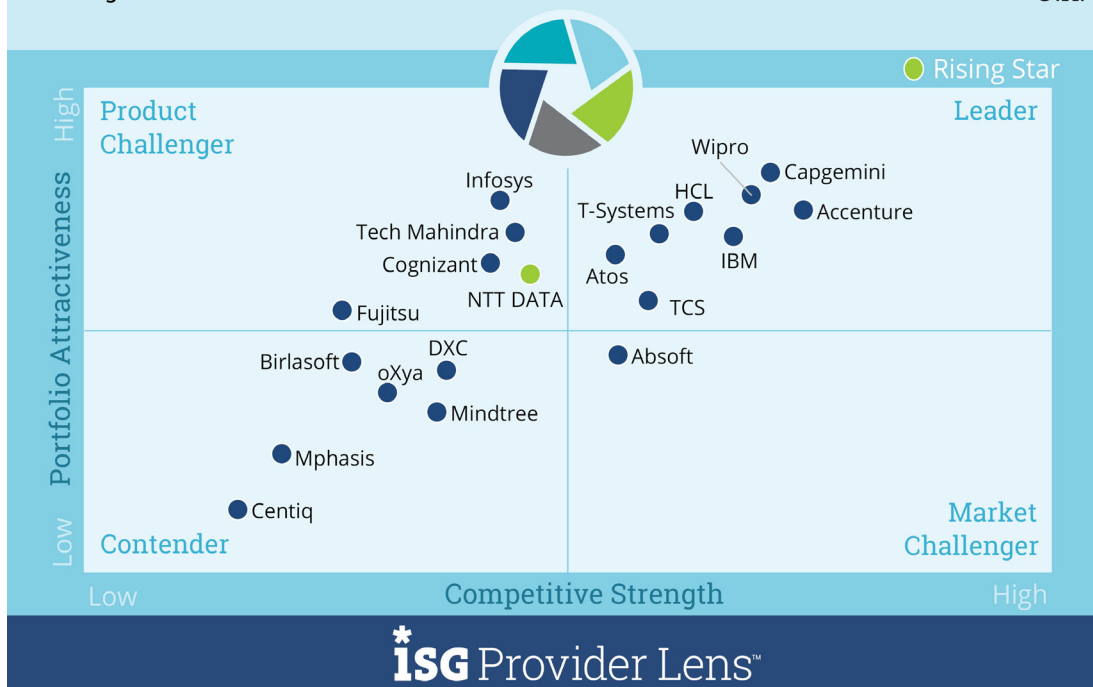 Rising Star
High
Product
Challenger
Leader
Wipro
Capgemini
Infosys
HCL
T-Systems
Accenture
Tech Mahindra
IBM
Cognizant
Atos
NTT DATA
TCS
Fujitsu
Portfolio Attractiveness
DXC
Absoft
Birlasoft
oXya
Mindtree
Mphasis
Centiq
Low
Contender
Market
Challenger
Low
Competitive Strength
High
iSG Provider Lens™